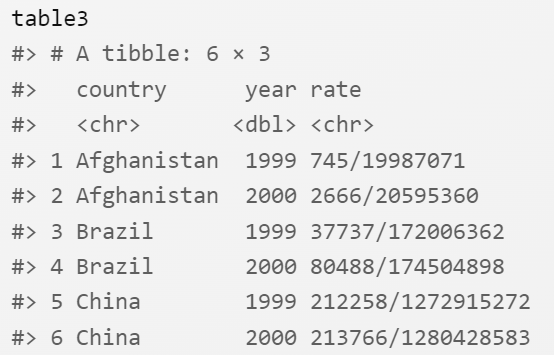 table3
#> # A tibble: 6 × 3
#>   country      year rate
#>   <chr>       <dbl> <chr>
#> 1 Afghanistan  1999 745/19987071
#> 2 Afghanistan  2000 2666/20595360
#> 3 Brazil       1999 37737/172006362
#> 4 Brazil       2000 80488/174504898
#> 5 China        1999 212258/1272915272
#> 6 China        2000 213766/1280428583